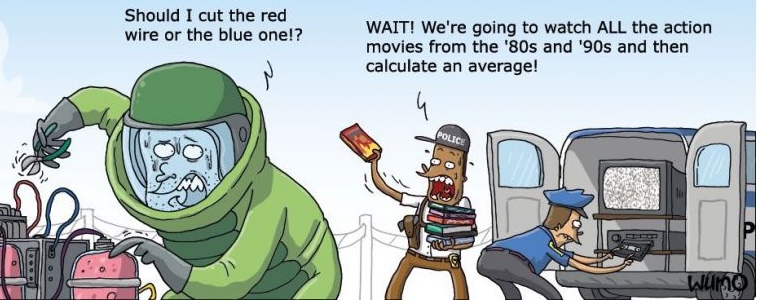 Should I cut the red
wire or the blue one!?
WAIT! We're going to watch ALL the action
movies from the '80s and '90s and then
calculate an average!
POLICE
P
WUMO